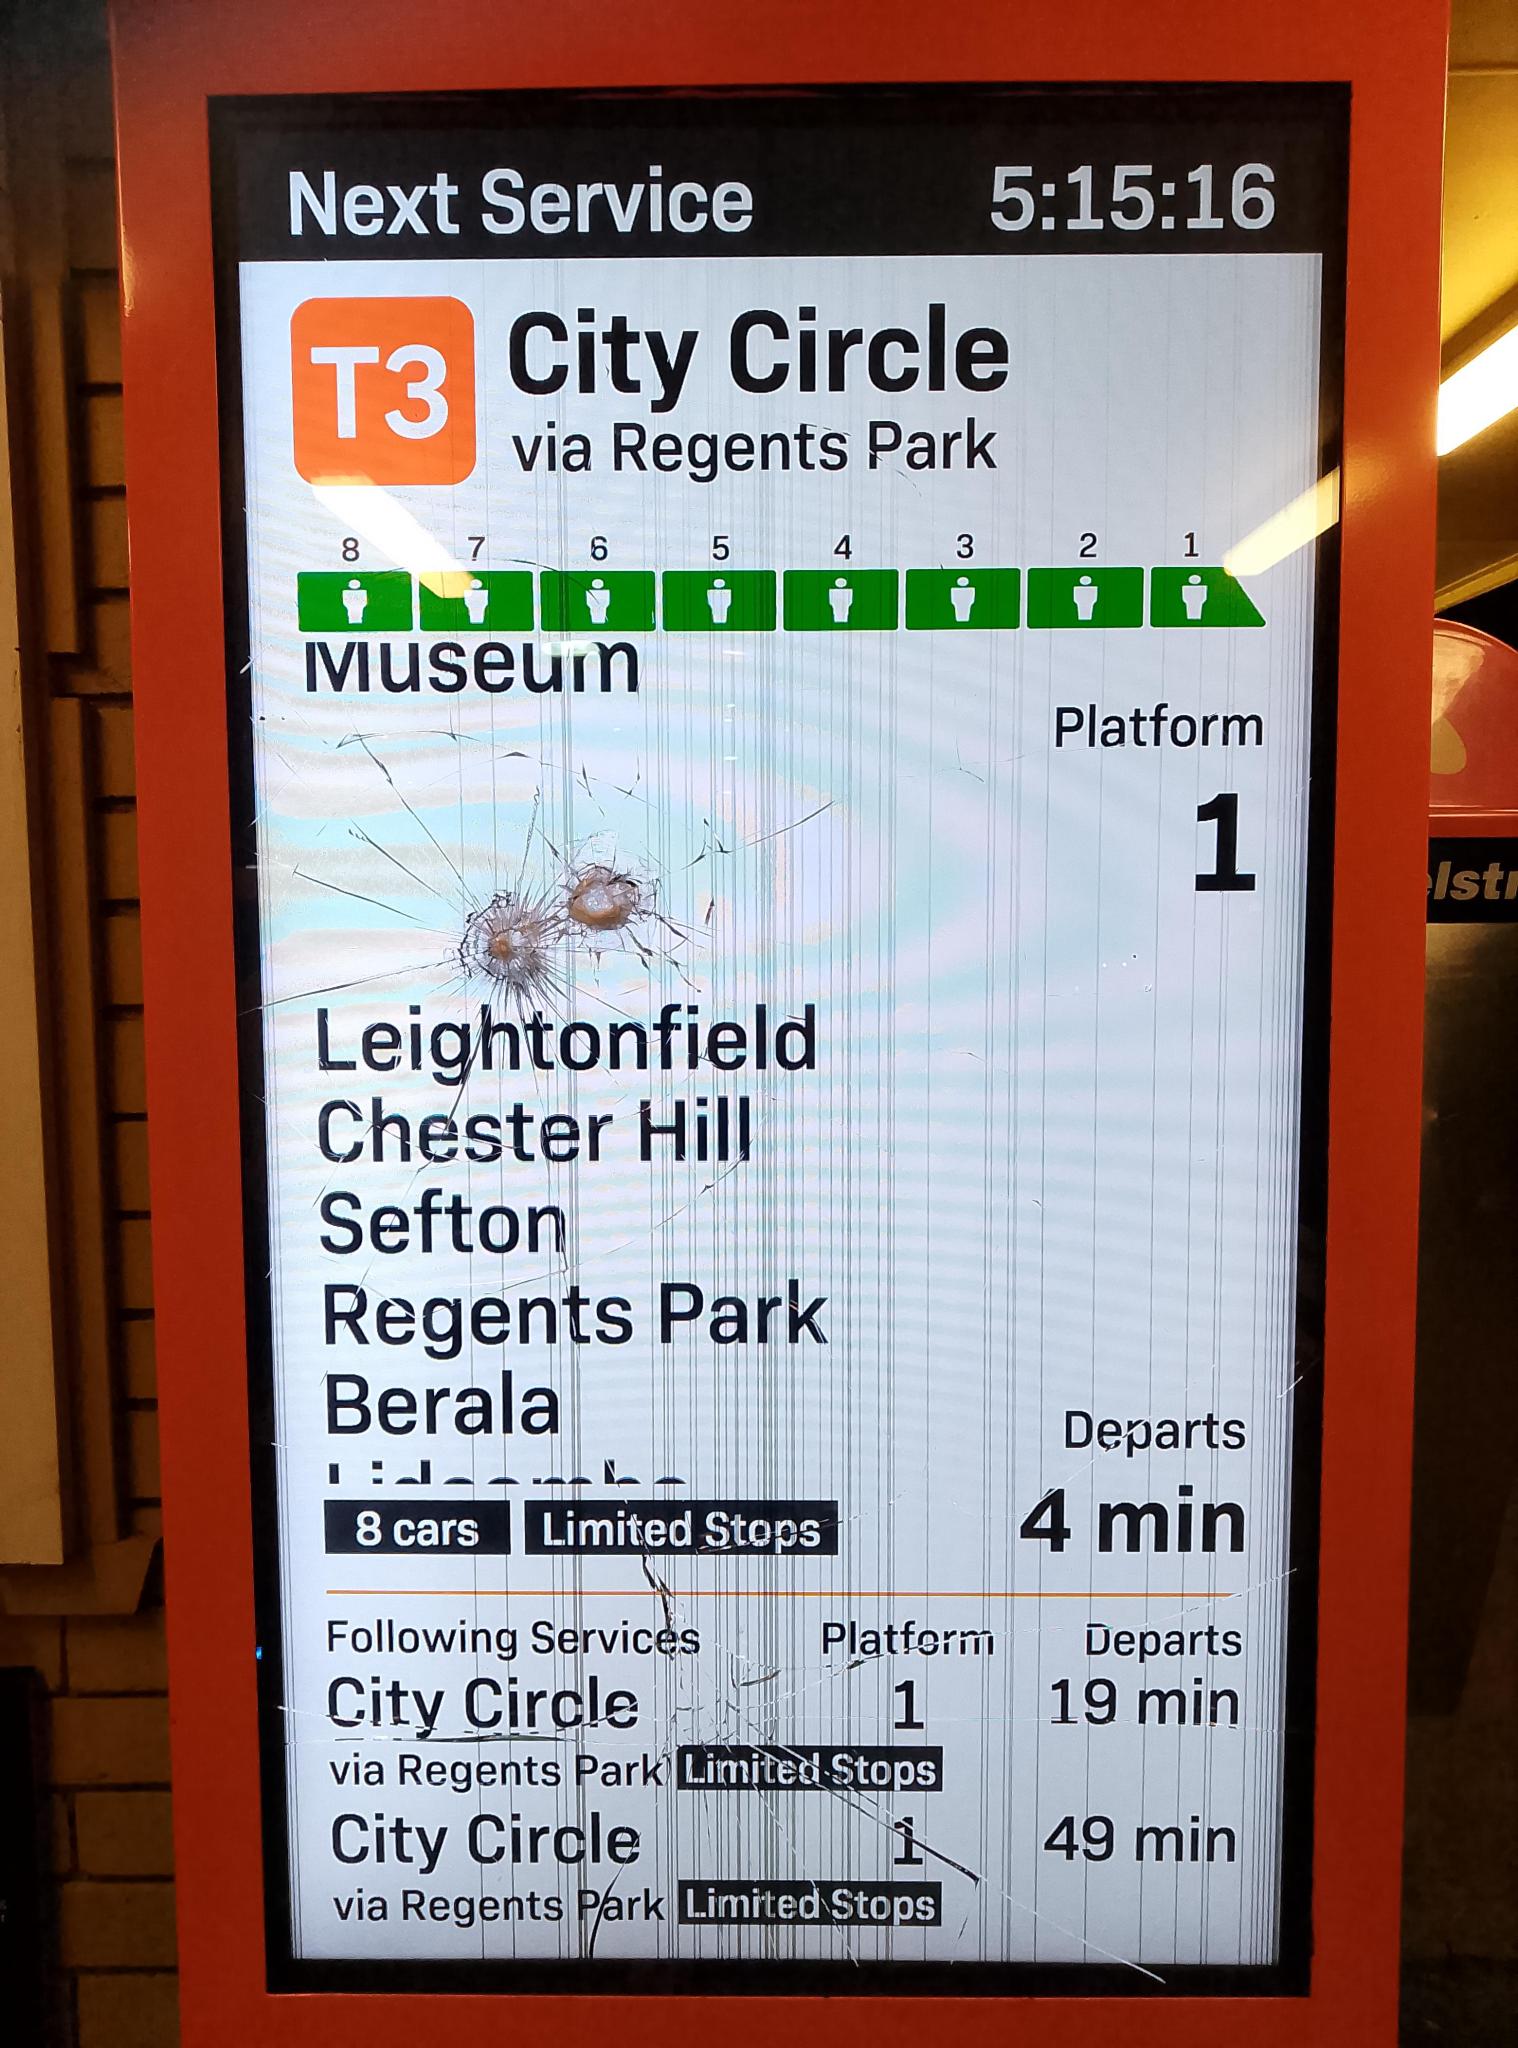 Next Service 5:15:16
T3 City Circle
via Regents Park
8 7 6 5 4 3 2 1
Museum
Platform
1
Leightonfield
Chester Hill
Sefton
Regents Park
Berala
Departs
Lidcombe
8 cars Limited Stops 4 min
Following Services Platform Departs
City Circle 1 19 min
via Regents Park Limited Stops
City Circle 1 49 min
via Regents Park Limited Stops